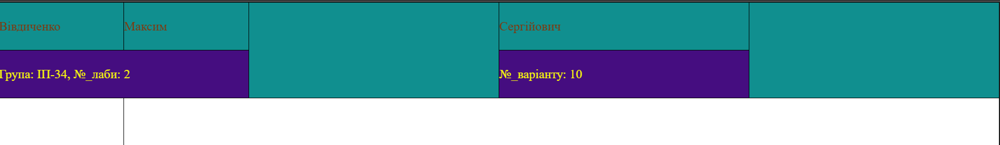 Вівдиченко Максим Сергійович
Група: ІП-34, №_лаби: 2 №_варіанту: 10